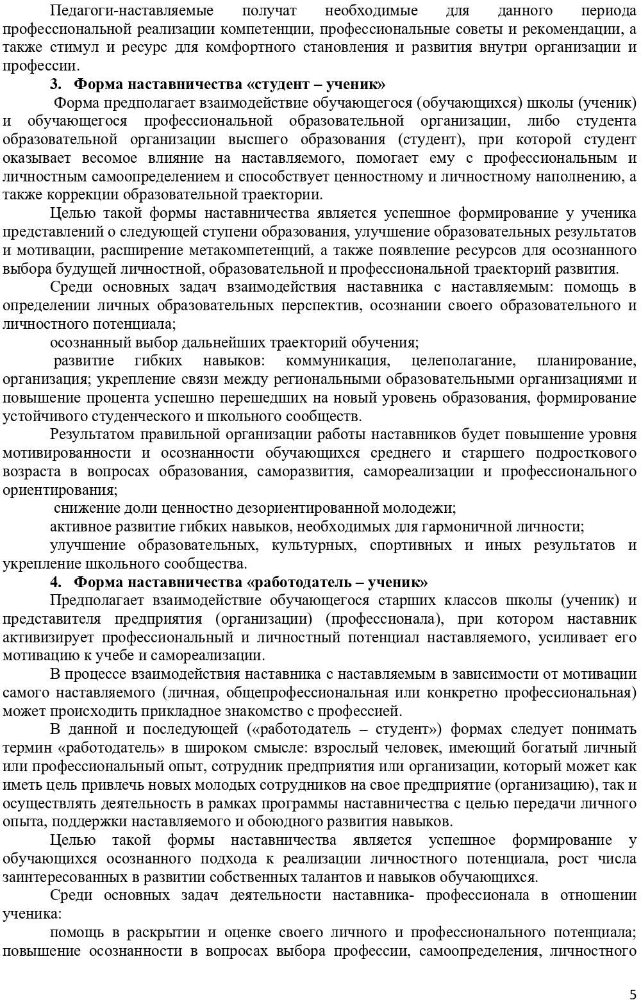 Педагоги-наставляемые получат необходимые для данного периода
профессиональной реализации компетенции, профессиональные советы и рекомендации, а
также стимул и ресурс для комфортного становления и развития внутри организации и
профессии.
3. Форма наставничества «студент – ученик»
Форма предполагает взаимодействие обучающегося (обучающихся) школы (ученик)
и обучающегося профессиональной образовательной организации, либо студента
образовательной организации высшего образования (студент), при которой студент
оказывает весомое влияние на наставляемого, помогает ему с профессиональным и
личностным самоопределением и способствует ценностному и личностному наполнению, а
также коррекции образовательной траектории.
Целью такой формы наставничества является успешное формирование у ученика
представлений о следующей ступени образования, улучшение образовательных результатов
и мотивации, расширение метакомпетенций, а также появление ресурсов для осознанного
выбора будущей личностной, образовательной и профессиональной траекторий развития.
Среди основных задач взаимодействия наставника с наставляемым: помощь в
определении личных образовательных перспектив, осознании своего образовательного и
личностного потенциала;
осознанный выбор дальнейших траекторий обучения;
развитие гибких навыков: коммуникация, целеполагание, планирование,
организация; укрепление связи между региональными образовательными организациями и
повышение процента успешно перешедших на новый уровень образования, формирование
устойчивого студенческого и школьного сообществ.
Результатом правильной организации работы наставников будет повышение уровня
мотивированности и осознанности обучающихся среднего и старшего подросткового
возраста в вопросах образования, саморазвития, самореализации и профессионального
ориентирования;
снижение доли ценностно дезориентированной молодежи;
активное развитие гибких навыков, необходимых для гармоничной личности;
улучшение образовательных, культурных, спортивных и иных результатов и
укрепление школьного сообщества.
4. Форма наставничества «работодатель – ученик»
Предполагает взаимодействие обучающегося старших классов школы (ученик) и
представителя предприятия (организации) (профессионала), при котором наставник
активизирует профессиональный и личностный потенциал наставляемого, усиливает его
мотивацию к учебе и самореализации.
В процессе взаимодействия наставника с наставляемым в зависимости от мотивации
самого наставляемого (личная, общепрофессиональная или конкретно профессиональная)
может происходить прикладное знакомство с профессией.
В данной и последующей («работодатель – студент») формах следует понимать
термин «работодатель» в широком смысле: взрослый человек, имеющий богатый личный
или профессиональный опыт, сотрудник предприятия или организации, который может как
иметь цель привлечь новых молодых сотрудников на свое предприятие (организацию), так и
осуществлять деятельность в рамках программы наставничества с целью передачи личного
опыта, поддержки наставляемого и обоюдного развития навыков.
Целью такой формы наставничества является успешное формирование у
обучающихся осознанного подхода к реализации личностного потенциала, рост числа
заинтересованных в развитии собственных талантов и навыков обучающихся.
Среди основных задач деятельности наставника- профессионала в отношении
ученика:
помощь в раскрытии и оценке своего личного и профессионального потенциала;
повышение осознанности в вопросах выбора профессии, самоопределения, личностного
5